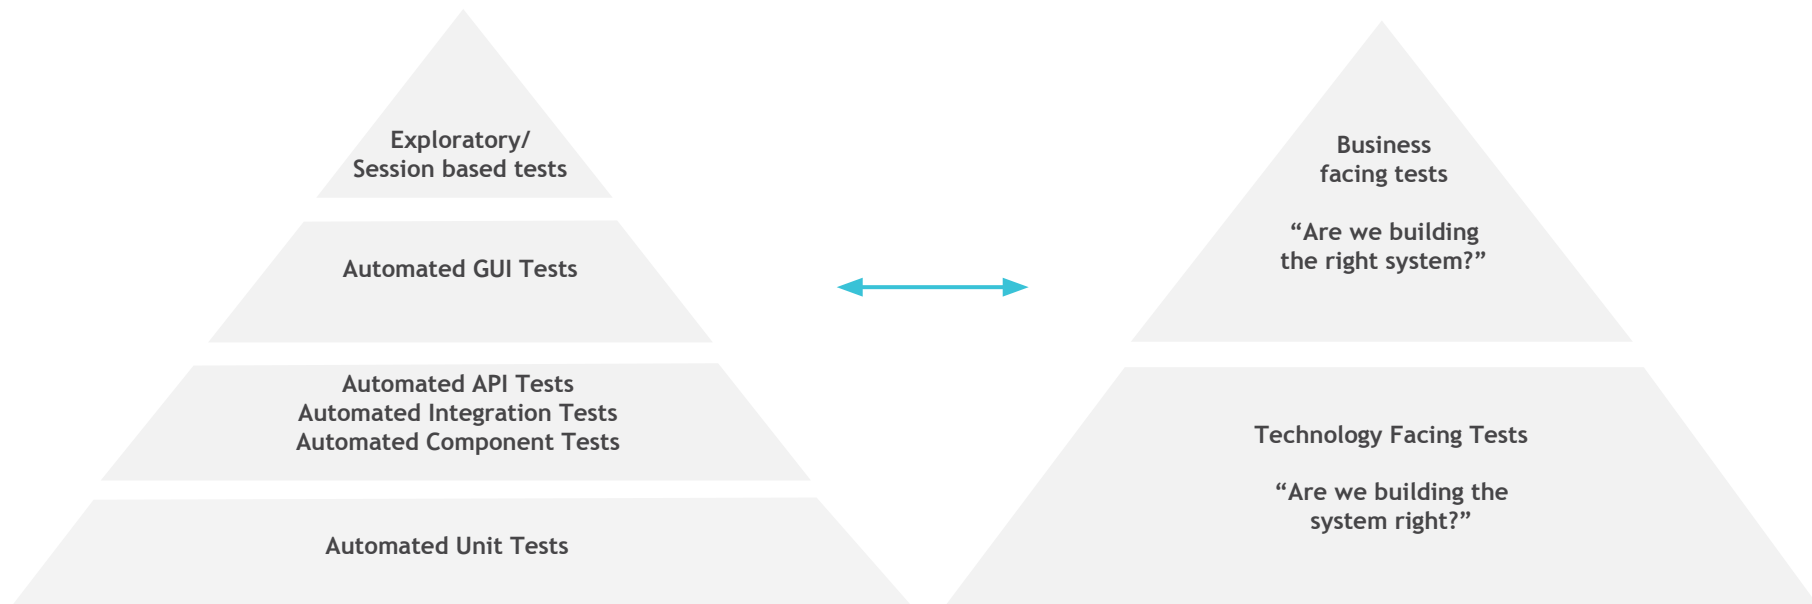 Exploratory/
Session based tests
Automated GUI Tests
Automated API Tests
Automated Integration Tests
Automated Component Tests
Automated Unit Tests
Business
facing tests
“Are we building
the right system?”
Technology Facing Tests
“Are we building the
system right?”